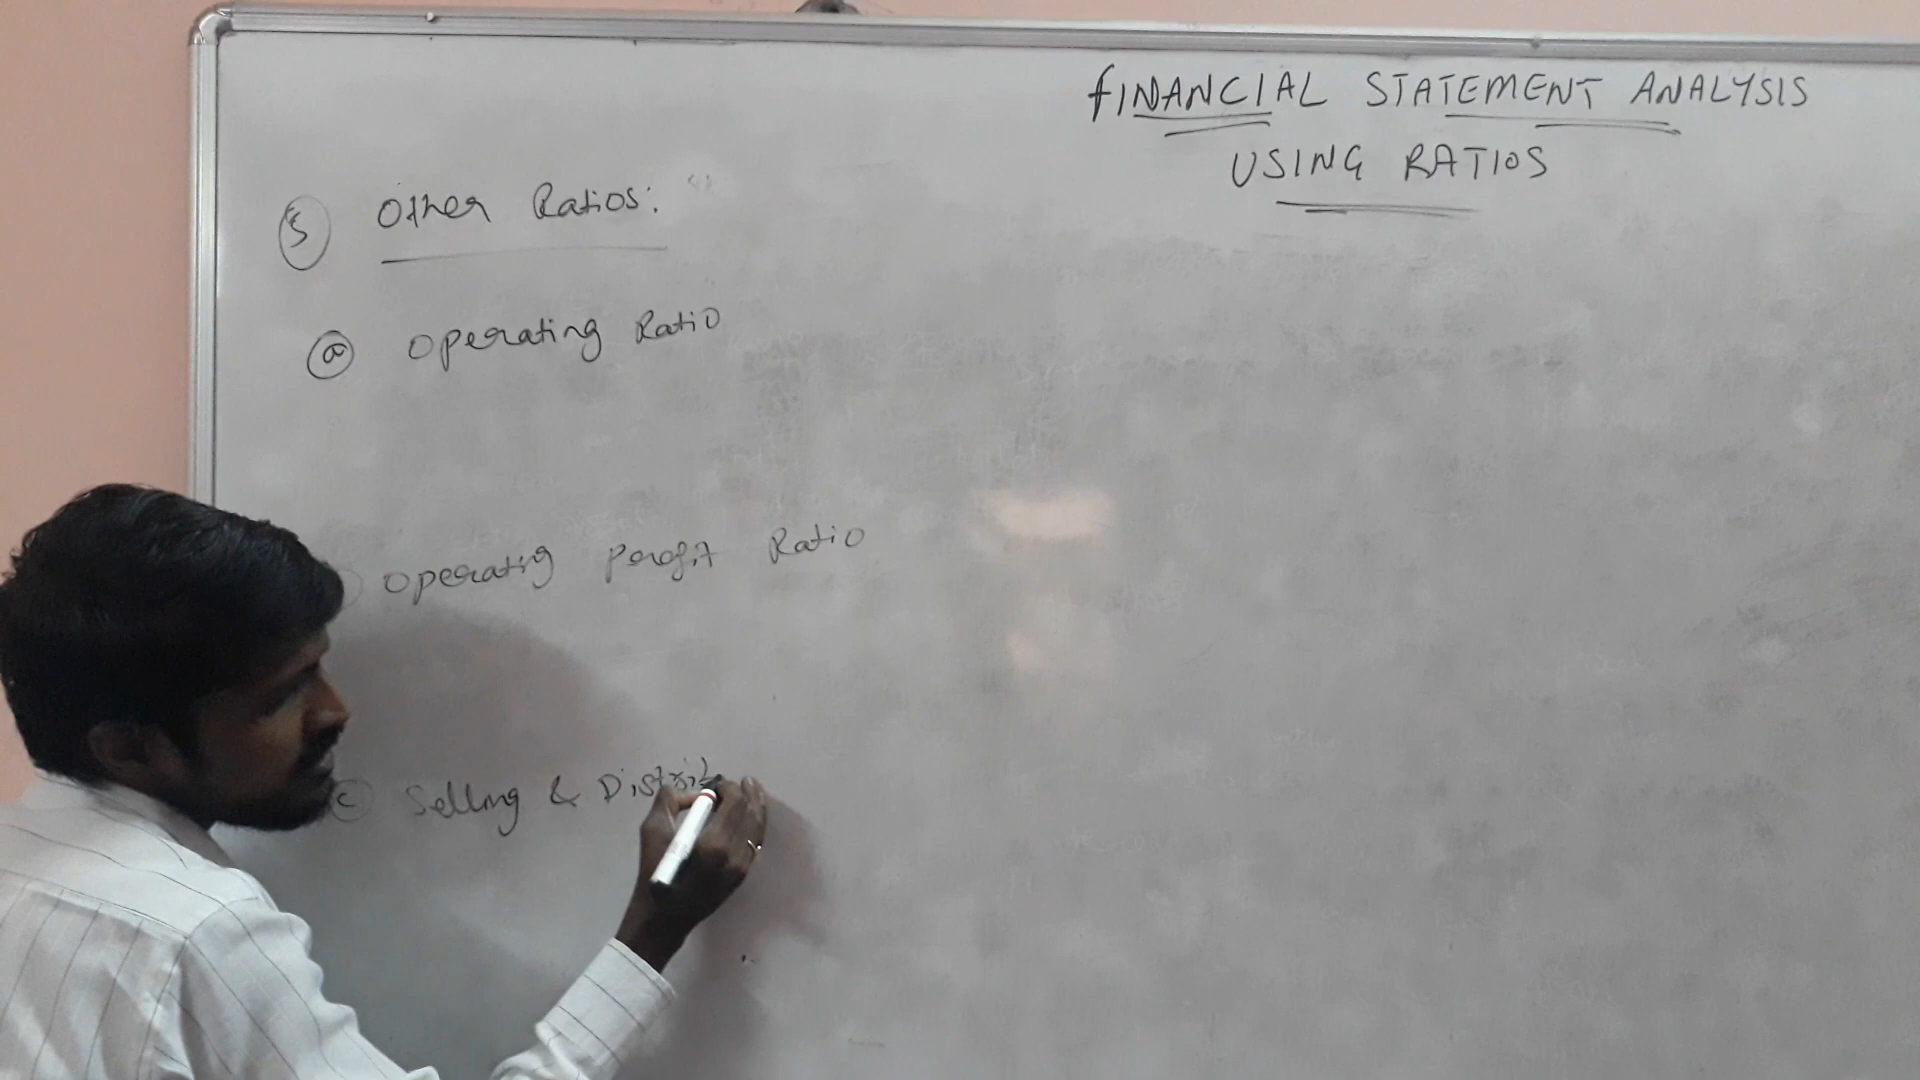 FINANCIAL STATEMENT ANALYSIS
USING RATIOS
5 Other Ratios:
a Operating Ratio
Operating Profit Ratio
c Selling & Distrib